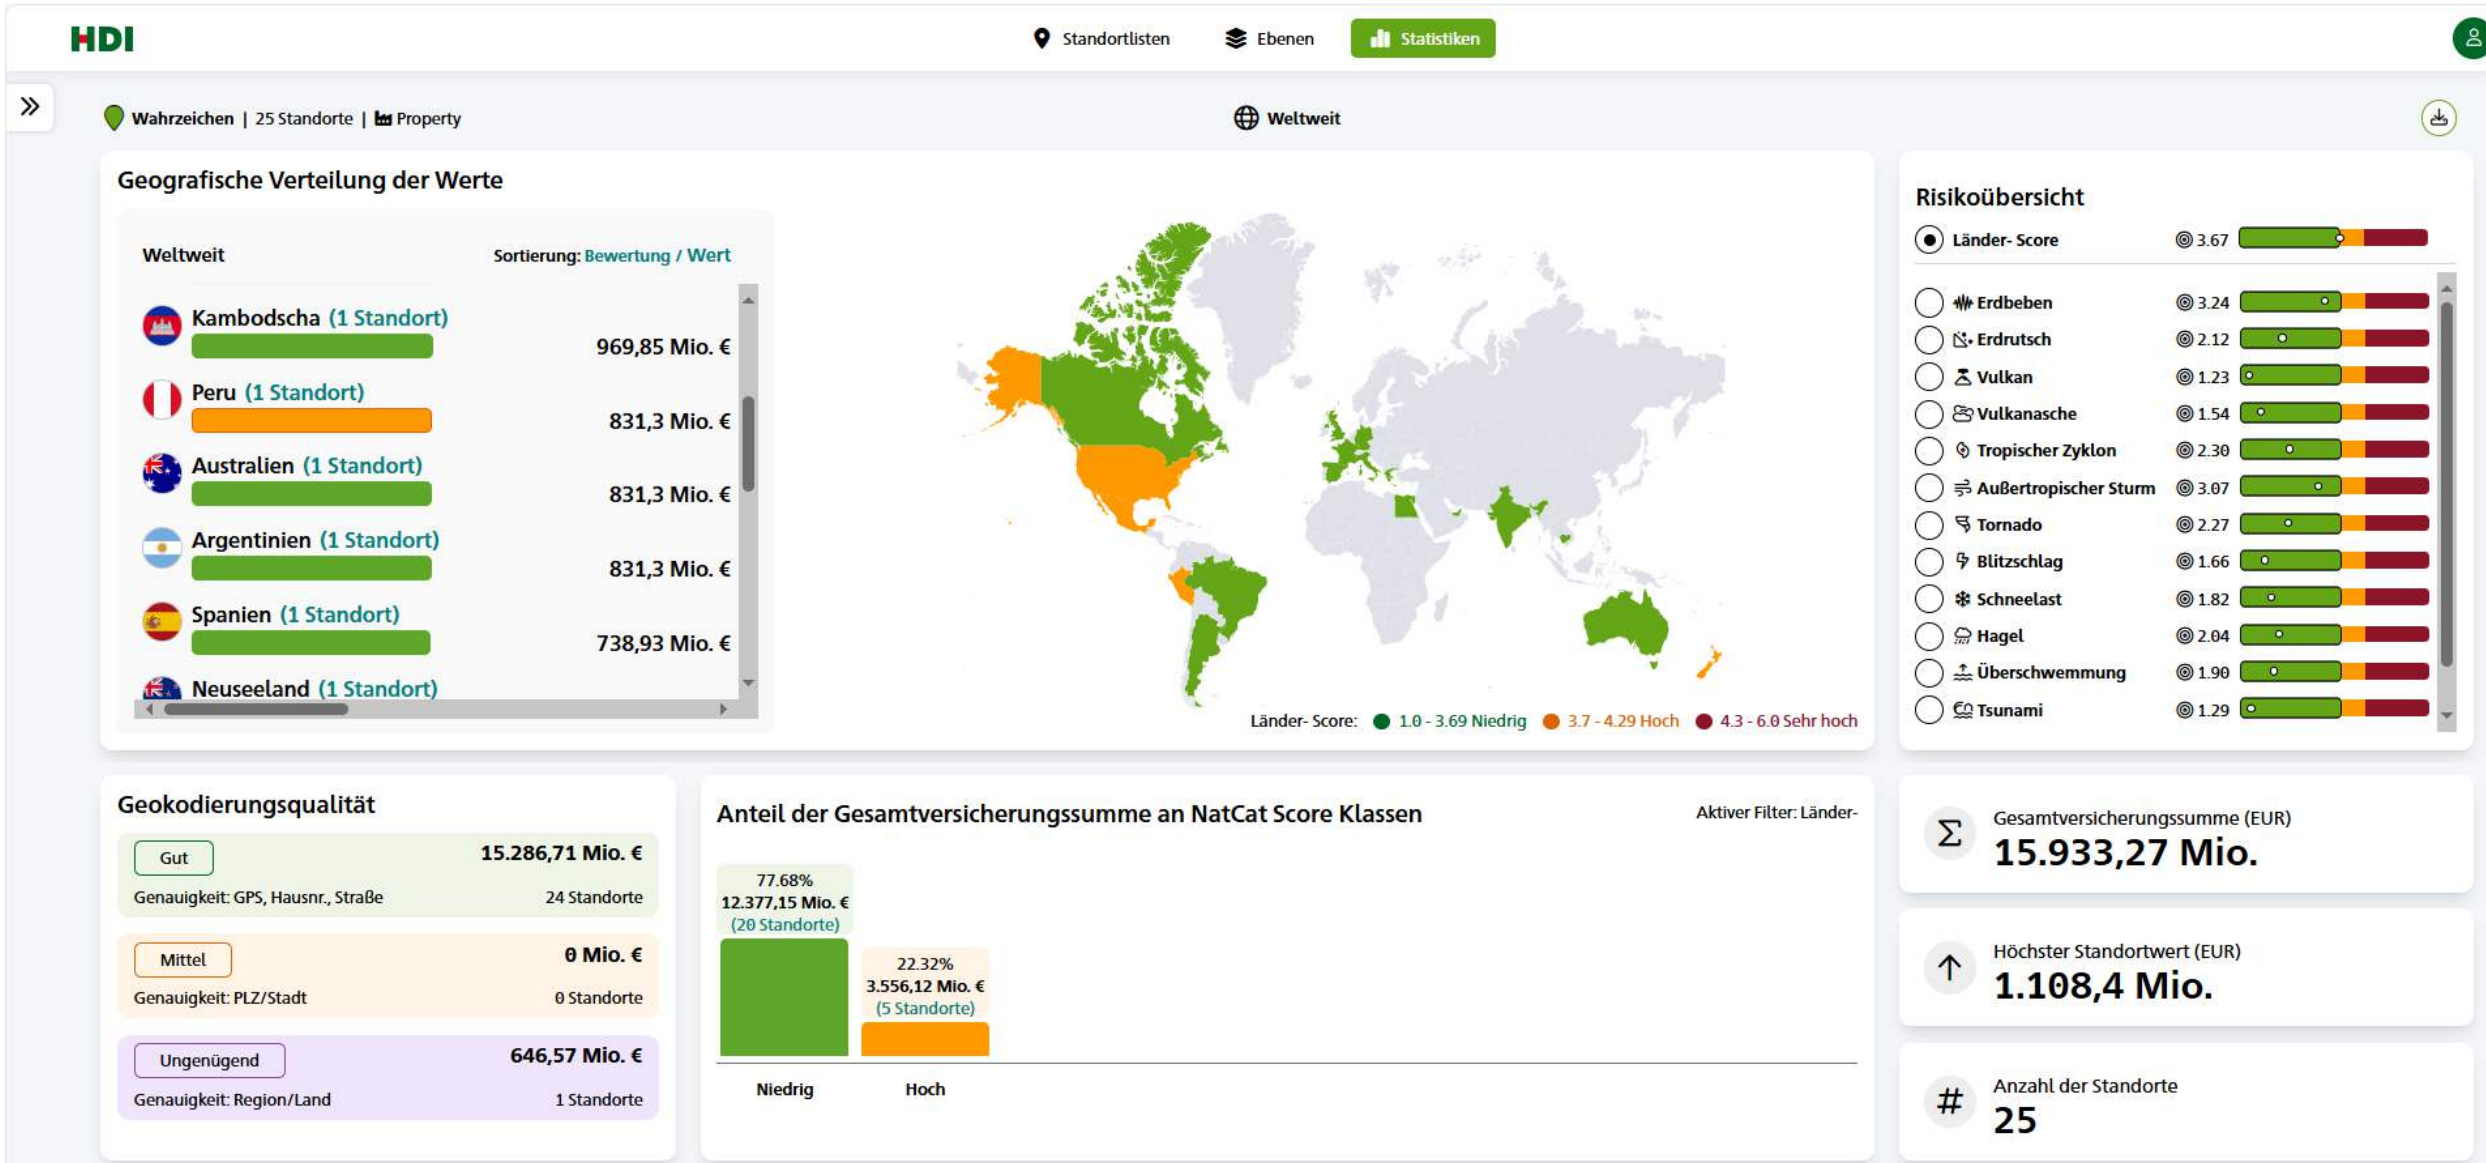 HDI
Standortlisten
Ebenen
Statistiken
Wahrzeichen | 25 Standorte | Property
Weltweit
Geografische Verteilung der Werte
Weltweit
Sortierung: Bewertung / Wert
Kambodscha (1 Standort)
969,85 Mio. €
Peru (1 Standort)
831,3 Mio. €
Australien (1 Standort)
831,3 Mio. €
Argentinien (1 Standort)
831,3 Mio. €
Spanien (1 Standort)
738,93 Mio. €
Neuseeland (1 Standort)
Länder- Score: 1.0 - 3.69 Niedrig 3.7 - 4.29 Hoch 4.3 - 6.0 Sehr hoch
Risikoübersicht
Länder- Score 3.67
Erdbeben 3.24
Erdrutsch 2.12
Vulkan 1.23
Vulkanasche 1.54
Tropischer Zyklon 2.30
Außertropischer Sturm 3.07
Tornado 2.27
Blitzschlag 1.66
Schneelast 1.82
Hagel 2.04
Überschwemmung 1.90
Tsunami 1.29
Geokodierungsqualität
Gut 15.286,71 Mio. €
Genauigkeit: GPS, Hausnr., Straße 24 Standorte
Mittel 0 Mio. €
Genauigkeit: PLZ/Stadt 0 Standorte
Ungenügend 646,57 Mio. €
Genauigkeit: Region/Land 1 Standorte
Anteil der Gesamtversicherungssumme an NatCat Score Klassen
Aktiver Filter: Länder-
77.68%
12.377,15 Mio. €
(20 Standorte)
22.32%
3.556,12 Mio. €
(5 Standorte)
Niedrig
Hoch
Gesamtversicherungssumme (EUR)
15.933,27 Mio.
Höchster Standortwert (EUR)
1.108,4 Mio.
Anzahl der Standorte
25